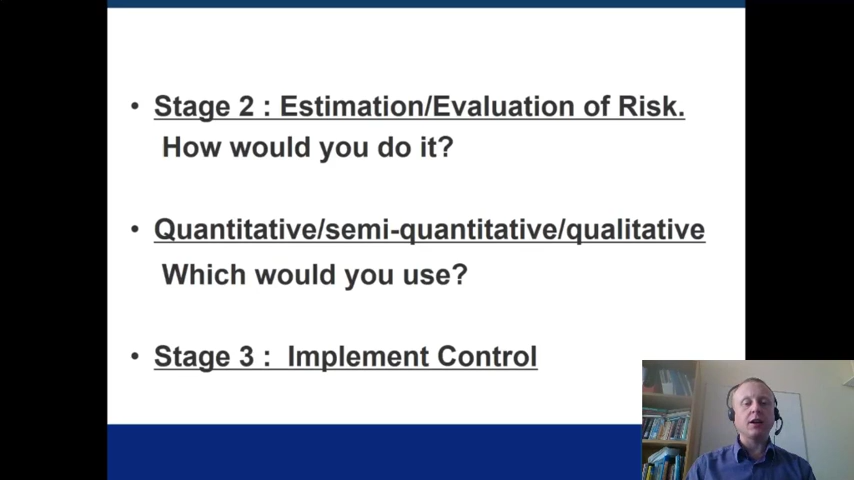 • Stage 2 : Estimation/Evaluation of Risk.
How would you do it?
• Quantitative/semi-quantitative/qualitative
Which would you use?
• Stage 3 : Implement Control